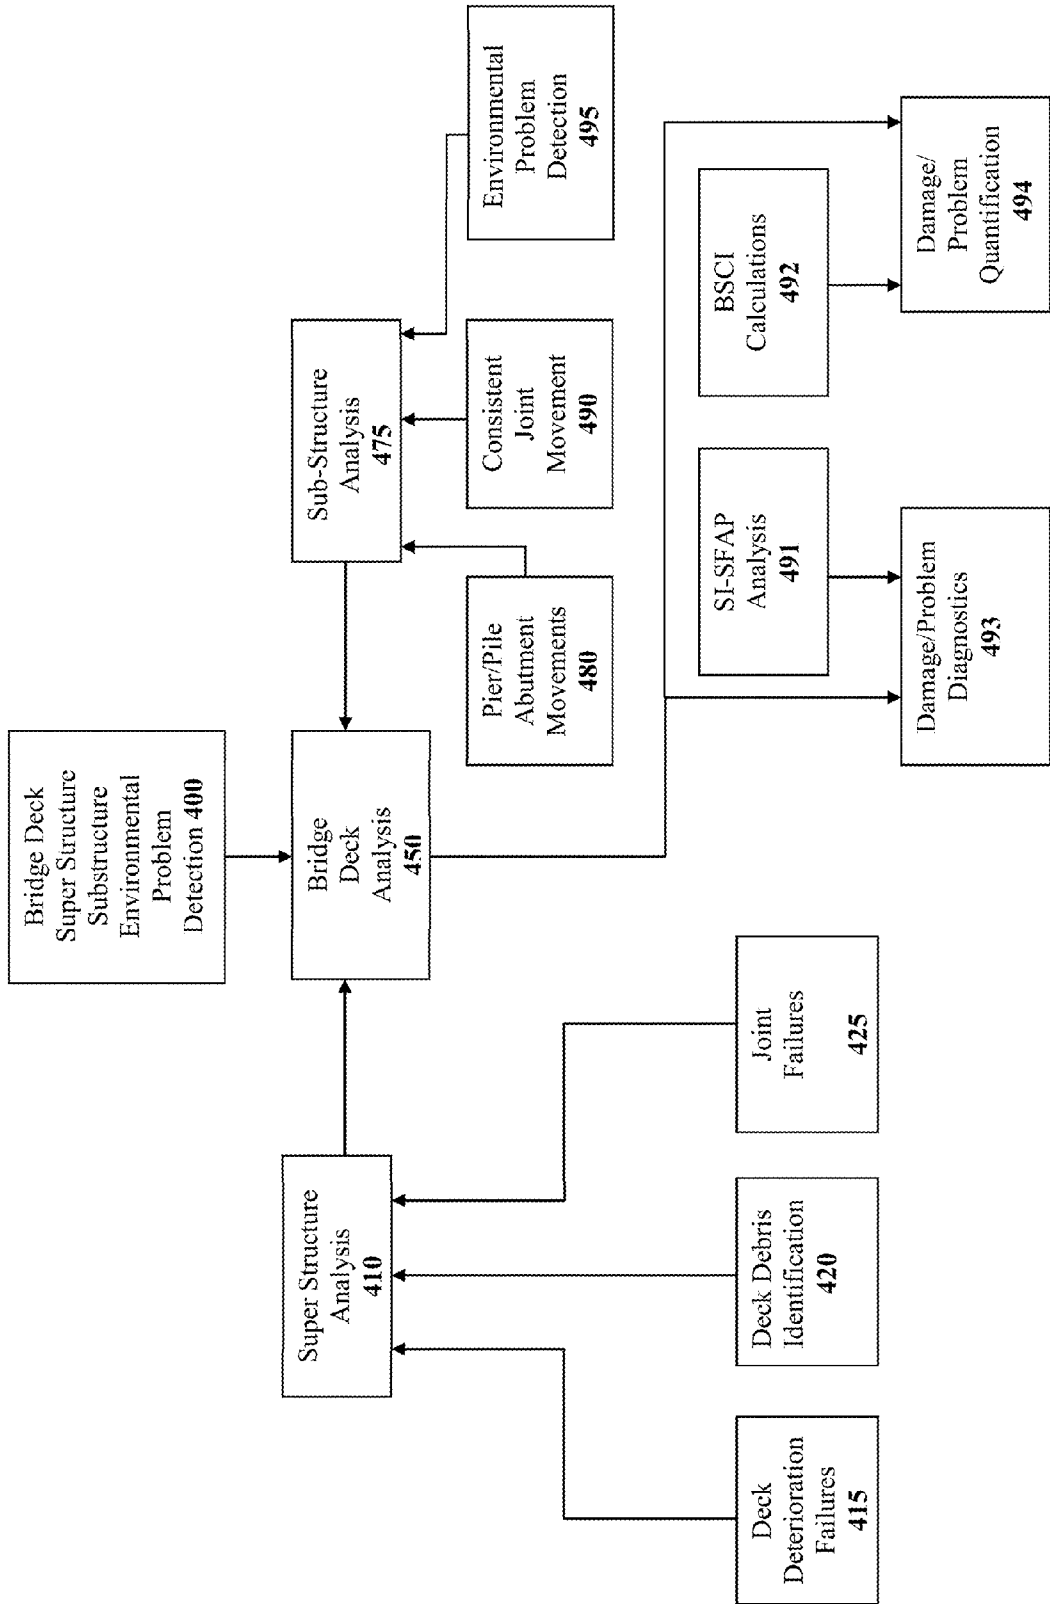 Bridge Deck
Super Structure
Substructure
Environmental
Problem
Detection 400
Super Structure
Analysis
410
Bridge
Deck
Analysis
450
Sub-Structure
Analysis
475
Pier/Pile
Abutment
Movements
480
Consistent
Joint
Movement
490
Environmental
Problem
Detection
495
Deck
Deterioration
Failures
415
Deck Debris
Identification
420
Joint
Failures
425
SI-SFAP
Analysis
491
BSCI
Calculations
492
Damage/Problem
Diagnostics
493
Damage/
Problem
Quantification
494